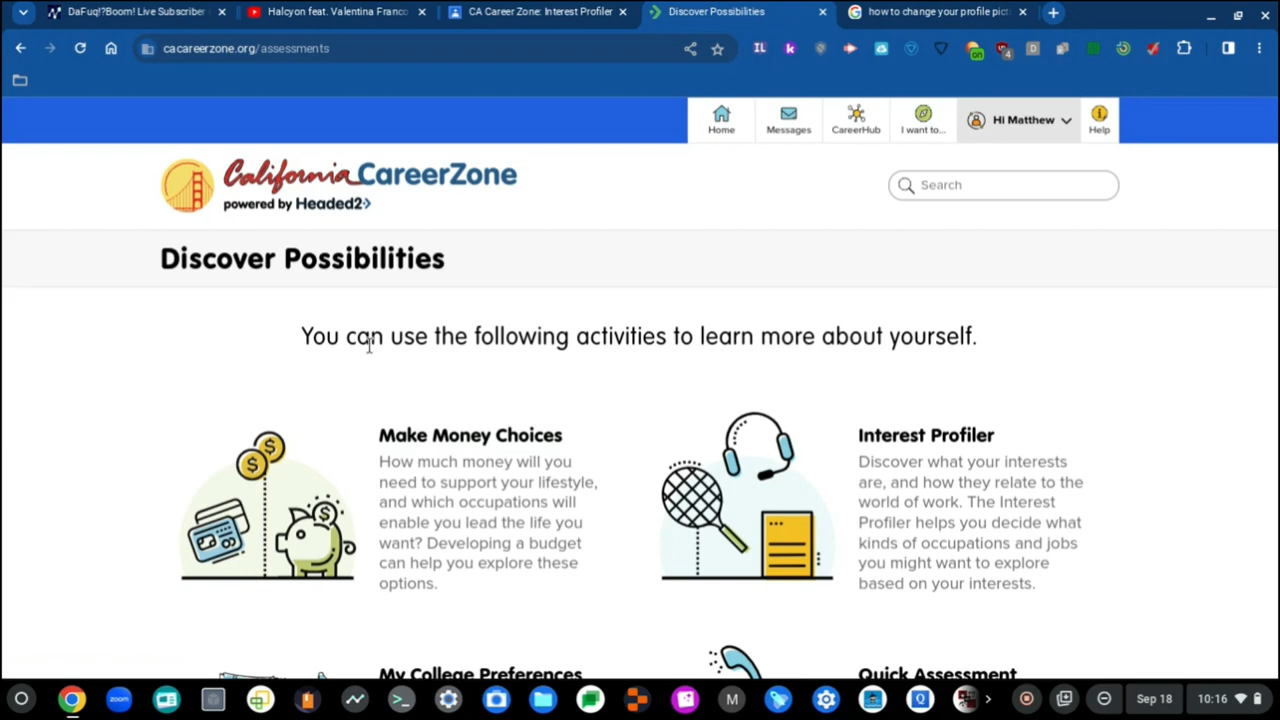 DaFuq!?Boom! Live Subscriber
Halcyon feat. Valentina Franco
CA Career Zone: Interest Profiler
Discover Possibilities
how to change your profile pict
cacareerzone.org/assessments
Home
Messages
CareerHub
I want to...
Hi Matthew
Help
California CareerZone
powered by Headed2
Search
Discover Possibilities
You can use the following activities to learn more about yourself.
Make Money Choices
How much money will you
need to support your lifestyle,
and which occupations will
enable you lead the life you
want? Developing a budget
can help you explore these
options.
Interest Profiler
Discover what your interests
are, and how they relate to the
world of work. The Interest
Profiler helps you decide what
kinds of occupations and jobs
you might want to explore
based on your interests.
My College Preferences
Quick Assessment
zoom
M
Sep 18
10:16